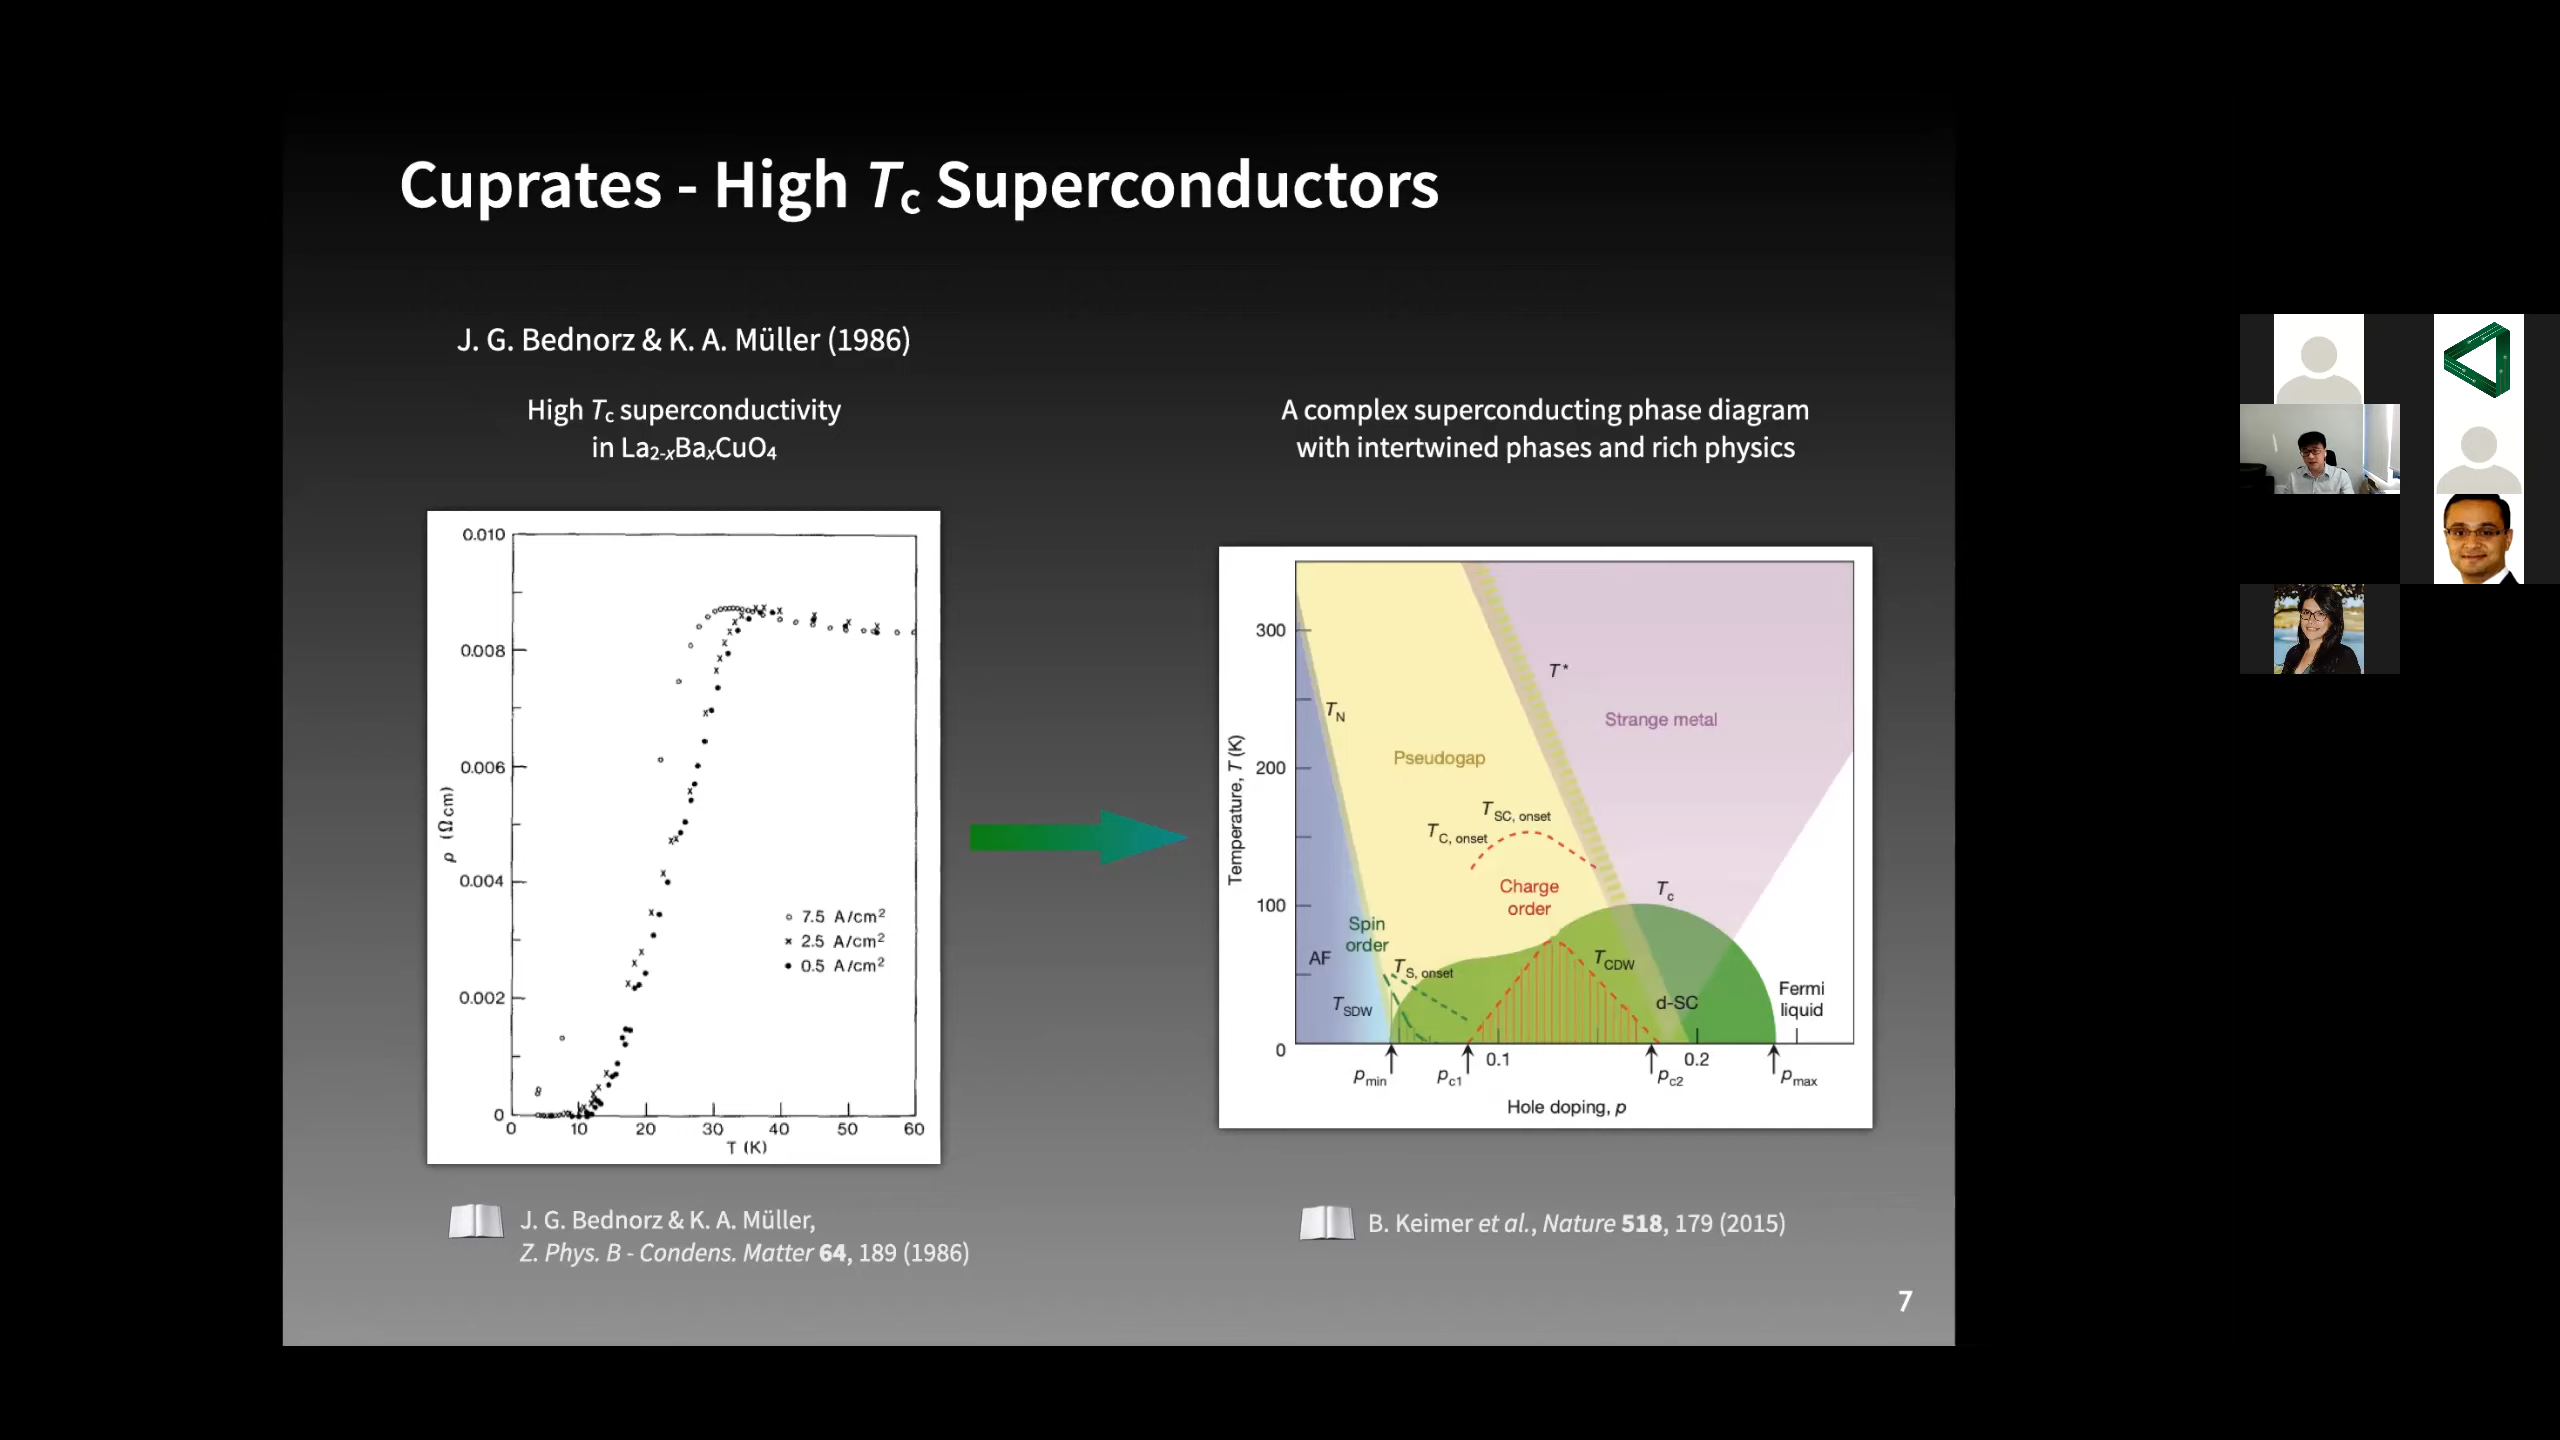 Cuprates - High Tc Superconductors
J. G. Bednorz & K. A. Müller (1986)
High Tc superconductivity
in La2-xBaxCuO4
A complex superconducting phase diagram
with intertwined phases and rich physics
0.010
0.008
0.006
0.004
0.002
0
ρ (Ω cm)
○ 7.5 A/cm2
× 2.5 A/cm2
• 0.5 A/cm2
0 10 20 30 40 50 60
T (K)
300
200
100
0
Temperature, T (K)
T*
TN
Strange metal
Pseudogap
TSC, onset
TC, onset
Charge
order
Tc
Spin
order
AF
TS, onset
TCDW
TSDW
d-SC
Fermi
liquid
0.1 0.2
pmin pc1 pc2 pmax
Hole doping, p
J. G. Bednorz & K. A. Müller,
Z. Phys. B - Condens. Matter 64, 189 (1986)
B. Keimer et al., Nature 518, 179 (2015)
7